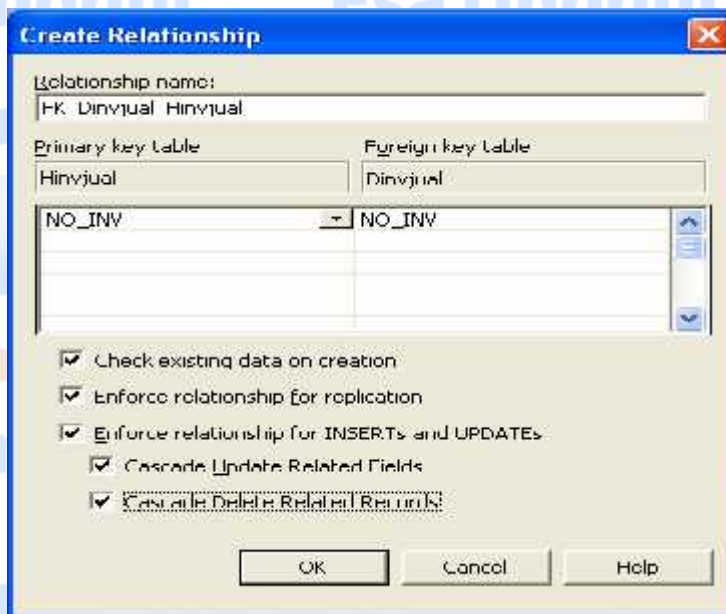 Create Relationship
Relationship name:
FK_Dinvjual_Hinvjual
Primary key table Foreign key table
Hinvjual Dinvjual
NO_INV NO_INV
Check existing data on creation
Enforce relationship for replication
Enforce relationship for INSERTs and UPDATEs
Cascade Update Related Fields
Cascade Delete Related Records
OK Cancel Help